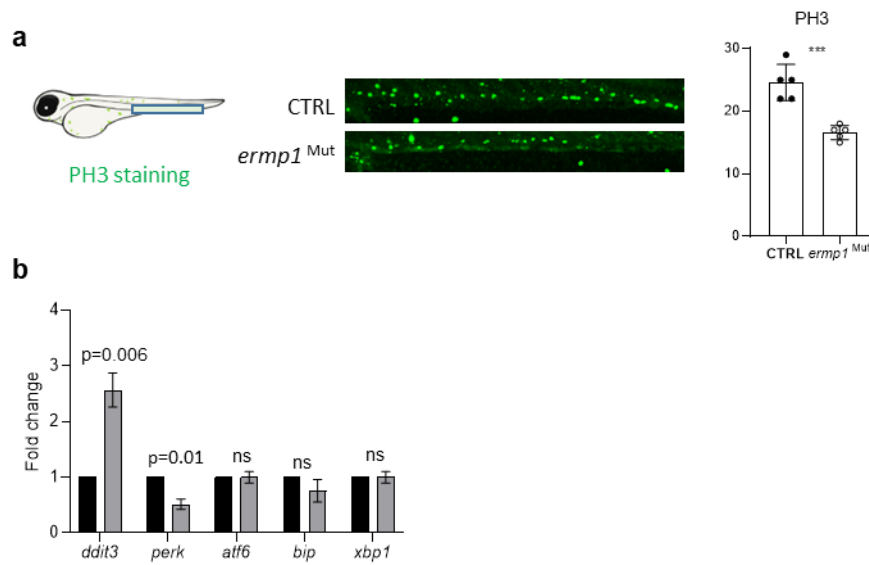 a
PH3 staining
CTRL
ermp1 Mut
PH3
***
30
20
10
0
CTRL ermp1 Mut
b
Fold change
4
3
2
1
0
p=0.006
p=0.01
ns
ns
ns
ddit3 perk atf6 bip xbp1